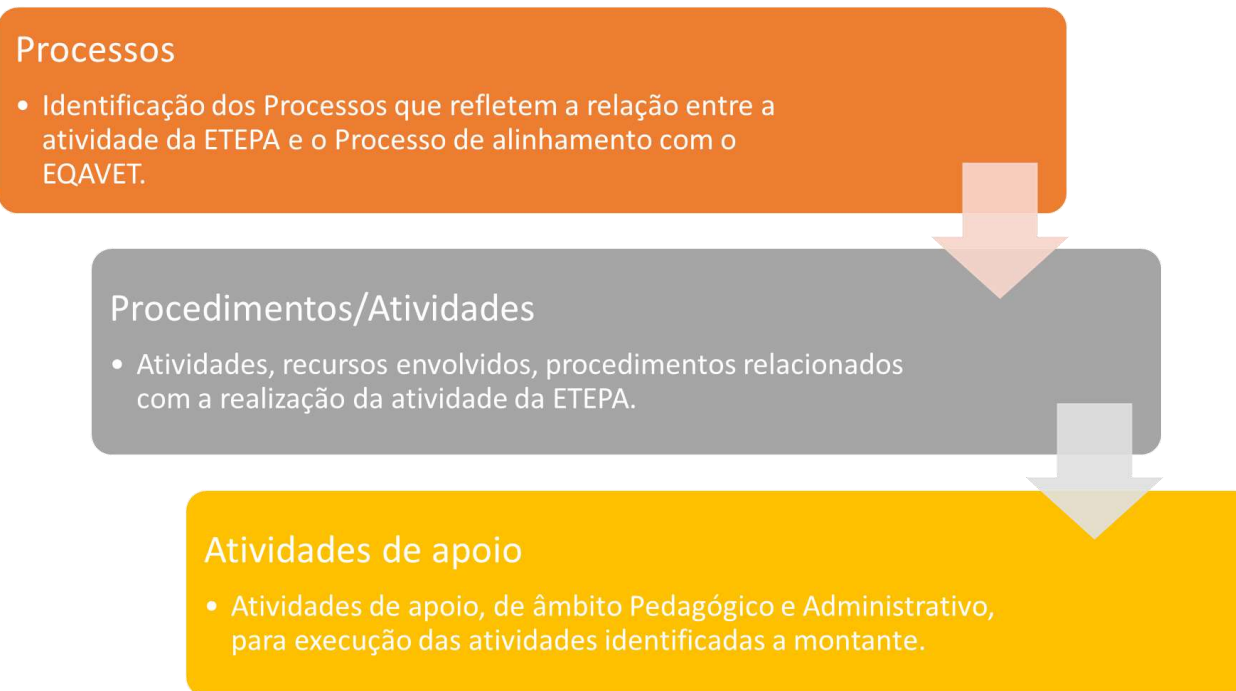 Processos
• Identificação dos Processos que refletem a relação entre a
atividade da ETEPA e o Processo de alinhamento com o
EQAVET.
Procedimentos/Atividades
• Atividades, recursos envolvidos, procedimentos relacionados
com a realização da atividade da ETEPA.
Atividades de apoio
• Atividades de apoio, de âmbito Pedagógico e Administrativo,
para execução das atividades identificadas a montante.